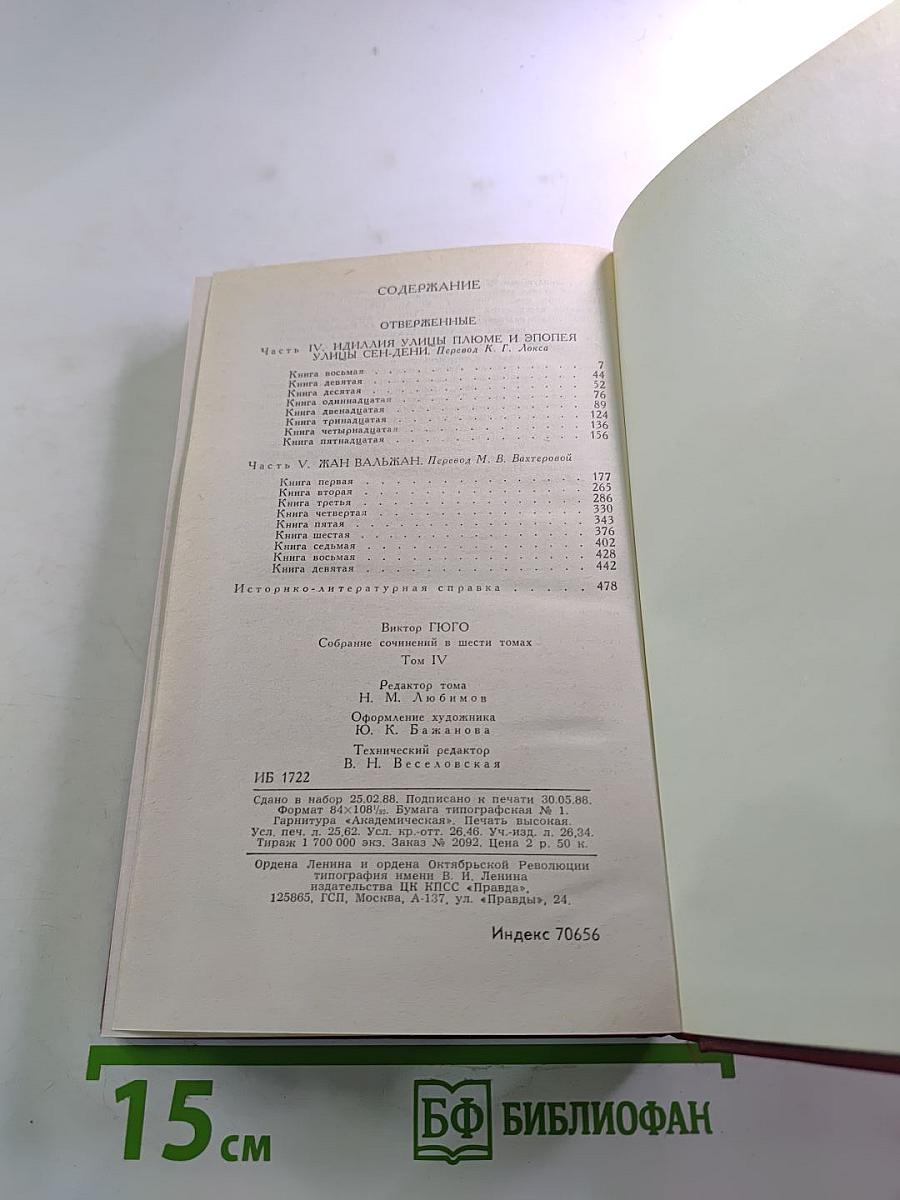 СОДЕРЖАНИЕ
ОТВЕРЖЕННЫЕ
Часть IV. ИДИЛЛИЯ УЛИЦЫ ПЛЮМЕ И ЭПОПЕЯ
УЛИЦЫ СЕН-ДЕНИ. Перевод К. Г. Локса
Книга восьмая . . . . . . . . . . . . . . 7
Книга девятая . . . . . . . . . . . . . . 44
Книга десятая . . . . . . . . . . . . . . 52
Книга одиннадцатая . . . . . . . . . . . . 76
Книга двенадцатая . . . . . . . . . . . . 89
Книга тринадцатая . . . . . . . . . . . . 124
Книга четырнадцатая . . . . . . . . . . . 136
Книга пятнадцатая . . . . . . . . . . . . 156
Часть V. ЖАН ВАЛЬЖАН. Перевод М. В. Вахтеровой
Книга первая . . . . . . . . . . . . . . 177
Книга вторая . . . . . . . . . . . . . . 265
Книга третья . . . . . . . . . . . . . . 286
Книга четвертая . . . . . . . . . . . . . 330
Книга пятая . . . . . . . . . . . . . . 343
Книга шестая . . . . . . . . . . . . . . 376
Книга седьмая . . . . . . . . . . . . . . 402
Книга восьмая . . . . . . . . . . . . . . 428
Книга девятая . . . . . . . . . . . . . . 442
Историко-литературная справка . . . . . 478
Виктор ГЮГО
Собрание сочинений в шести томах
Том IV
Редактор тома
Н. М. Любимов
Оформление художника
Ю. К. Бажанова
Технический редактор
В. Н. Веселовская
ИБ 1722
Сдано в набор 25.02.88. Подписано к печати 30.05.88.
Формат 84×108¹/₃₂. Бумага типографская № 1.
Гарнитура «Академическая». Печать высокая.
Усл. печ. л. 25,62. Усл. кр.-отт. 26,46. Уч.-изд. л. 26,34.
Тираж 1 700 000 экз. Заказ № 2092. Цена 2 р. 50 к.
Ордена Ленина и ордена Октябрьской Революции
типография имени В. И. Ленина
издательства ЦК КПСС «Правда».
125865, ГСП, Москва, А-137, ул. «Правды», 24.
Индекс 70656
15 см
БФ БИБЛИОФАН